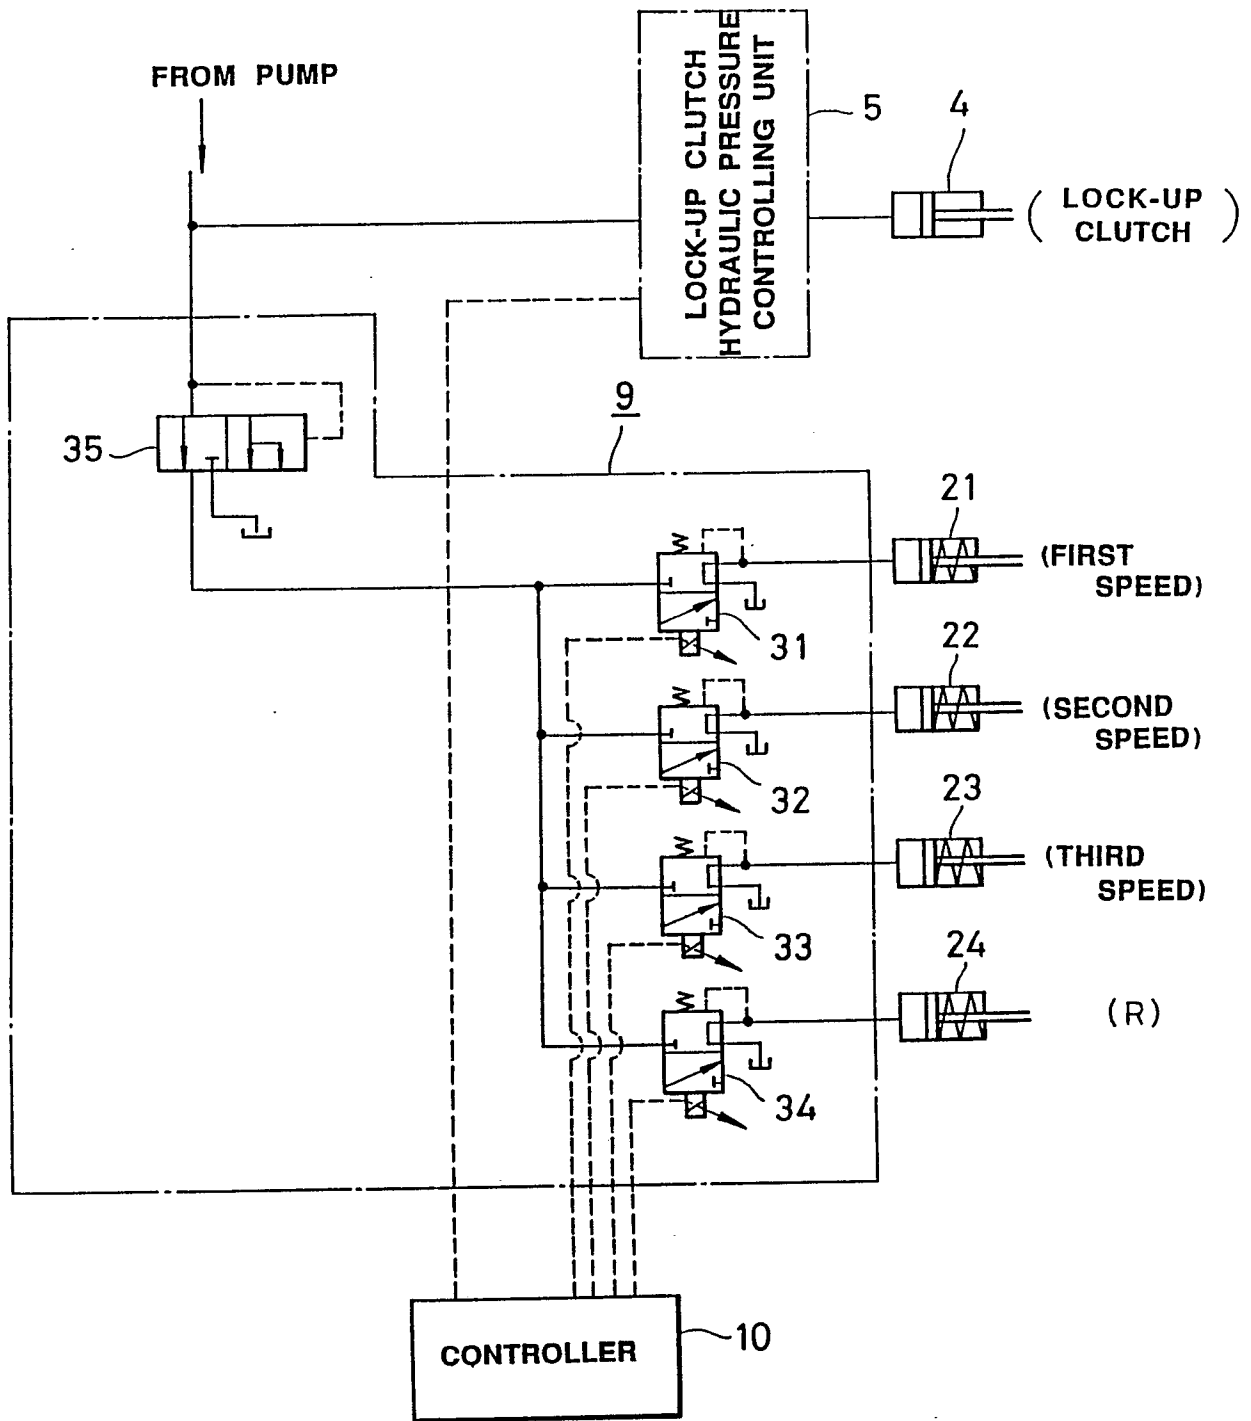 FROM PUMP
LOCK-UP CLUTCH
HYDRAULIC PRESSURE
CONTROLLING UNIT
5
4
( LOCK-UP
CLUTCH )
35
9
21
(FIRST
SPEED)
31
22
(SECOND
SPEED)
32
23
(THIRD
SPEED)
33
24
(R)
34
CONTROLLER
10